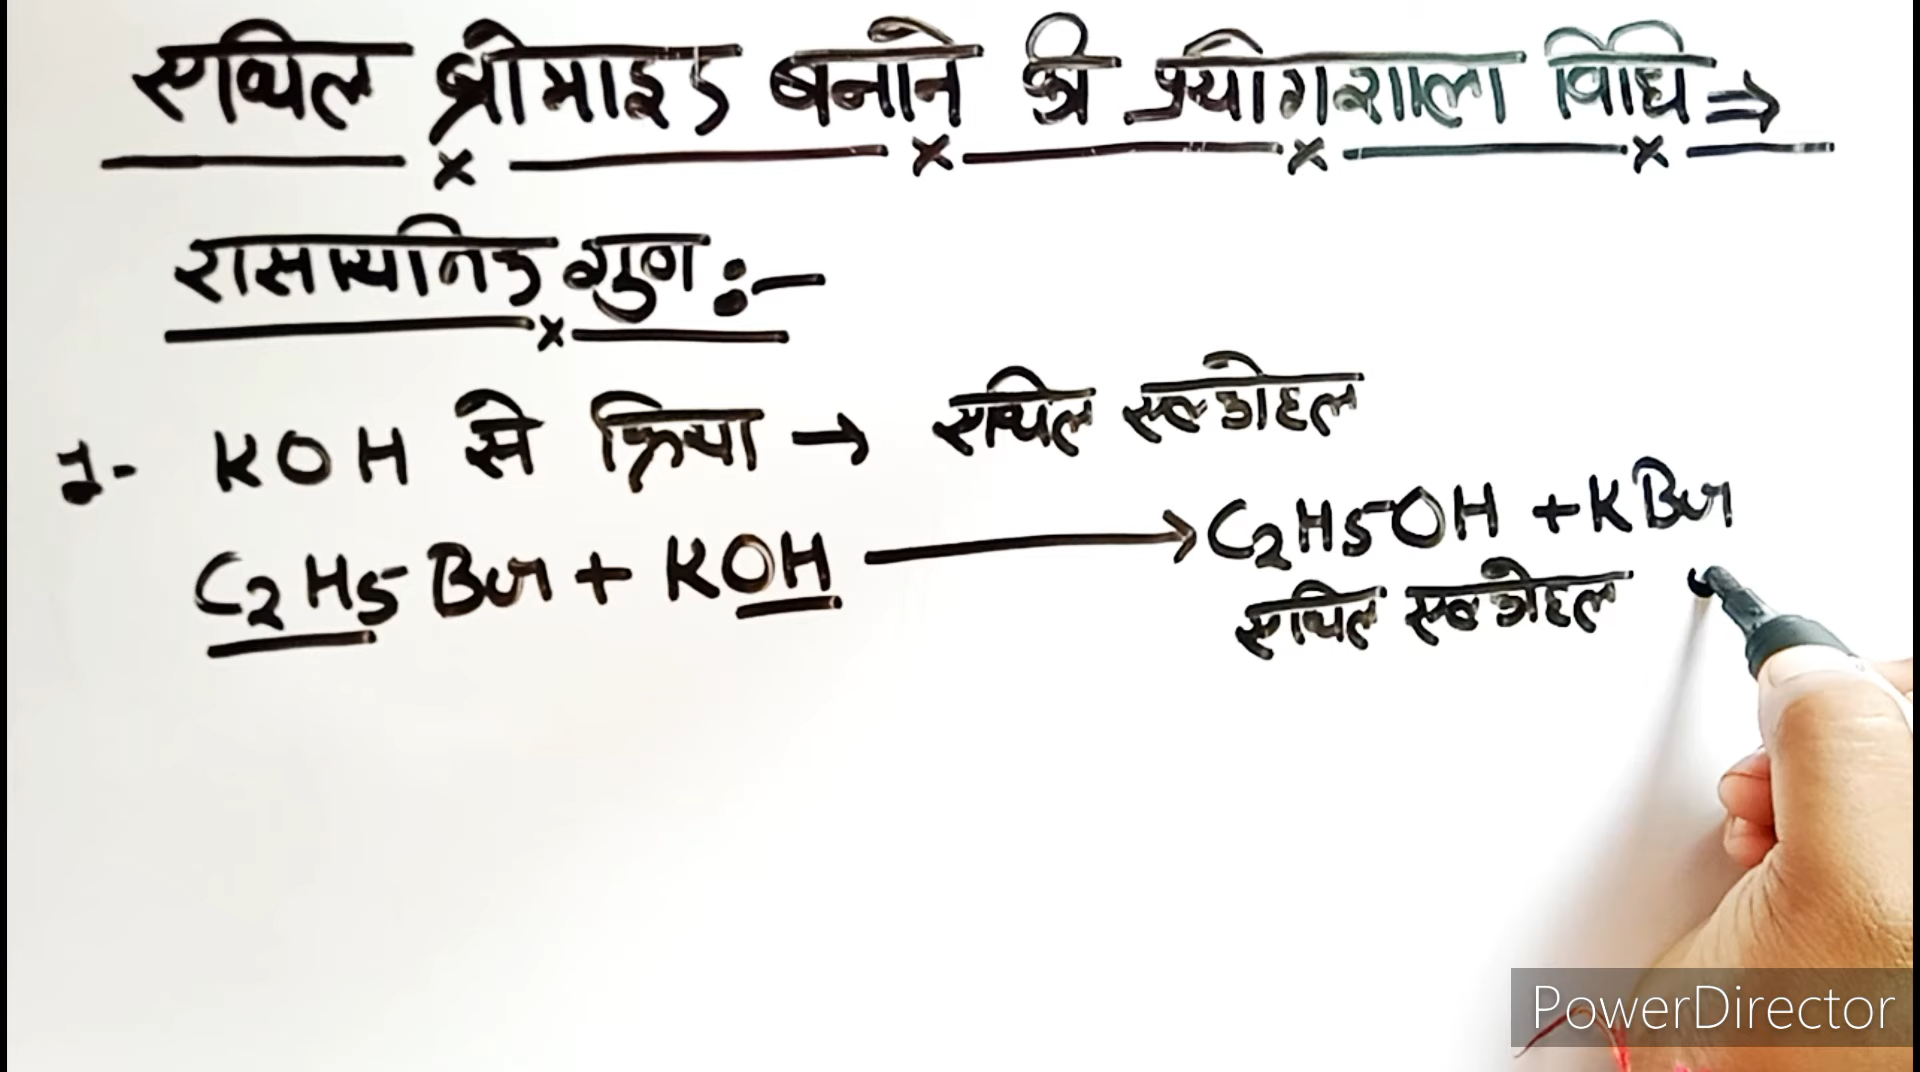 एथिल ब्रोमाइड बनाने की प्रयोगशाला विधि ⇒
रासायनिक गुण :-
1- KOH से क्रिया → एथिल एल्कोहल
C2H5Br + KOH ⟶ C2H5OH + KBr
एथिल एल्कोहल
PowerDirector